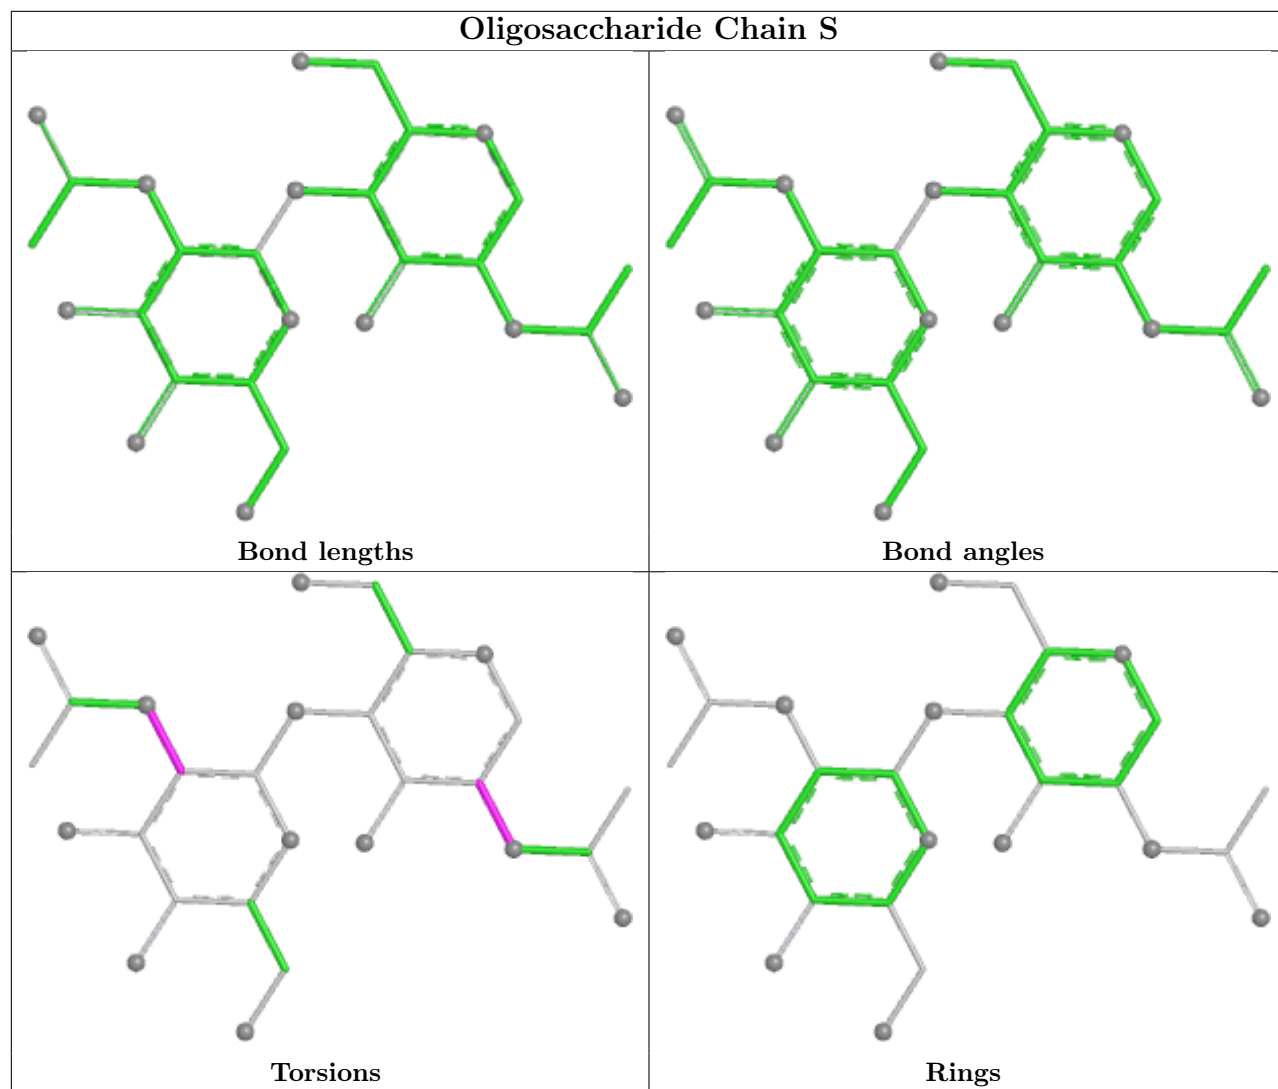 Oligosaccharide Chain S
Bond lengths
Bond angles
Torsions
Rings